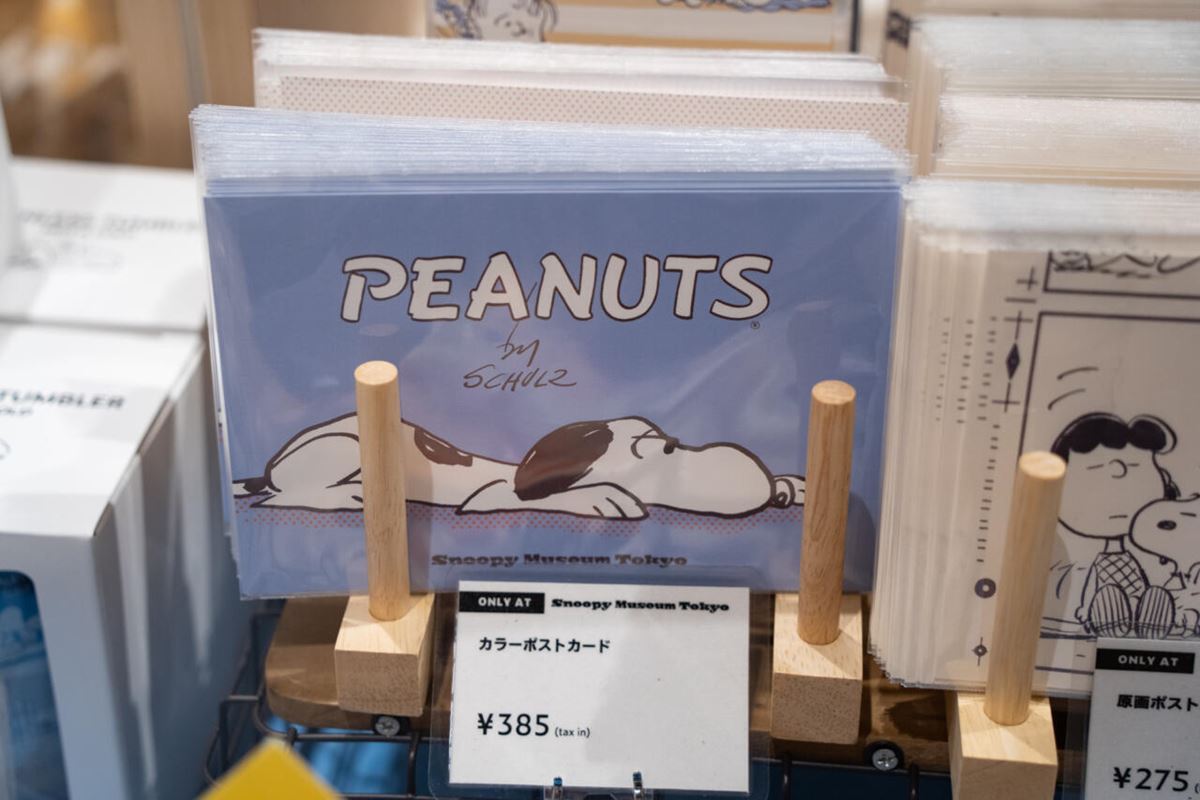 PEANUTS
®
by
SCHULZ
Snoopy Museum Tokyo
ONLY AT Snoopy Museum Tokyo
カラーポストカード
¥385 (tax in)
TUMBLER
ONLY AT
原画ポスト
¥275